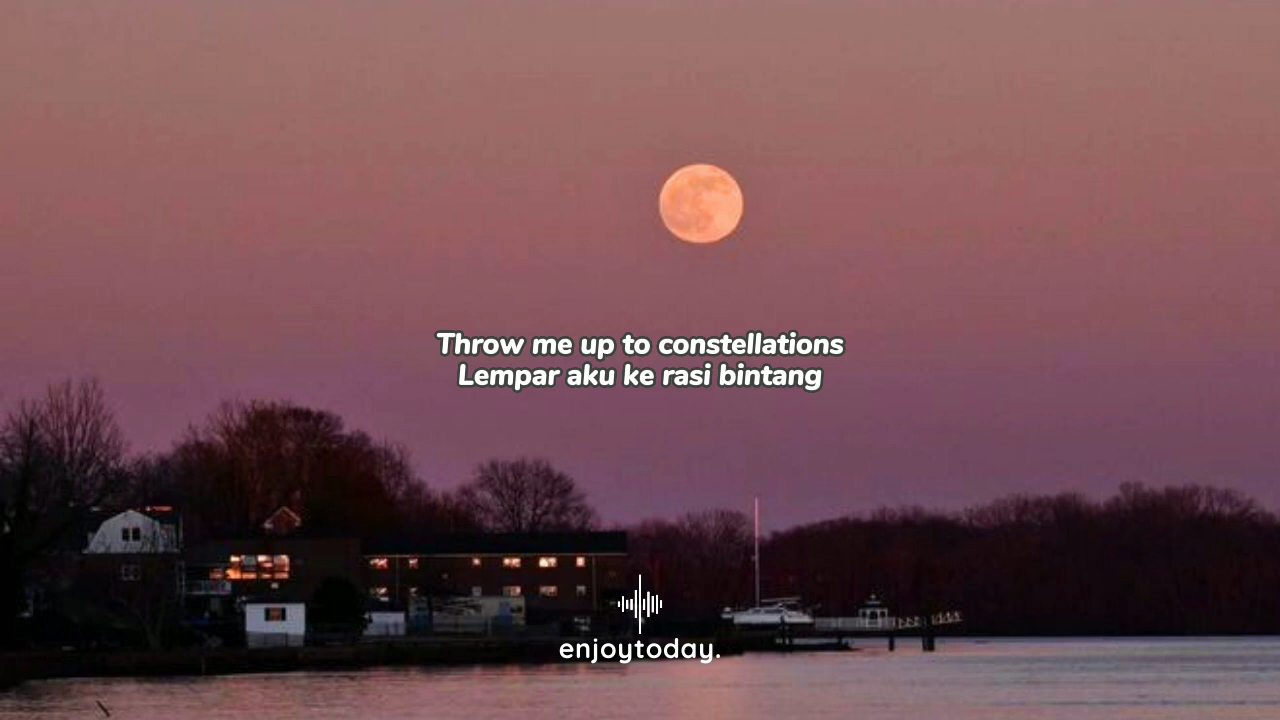 Throw me up to constellations
Lempar aku ke rasi bintang
enjoytoday.